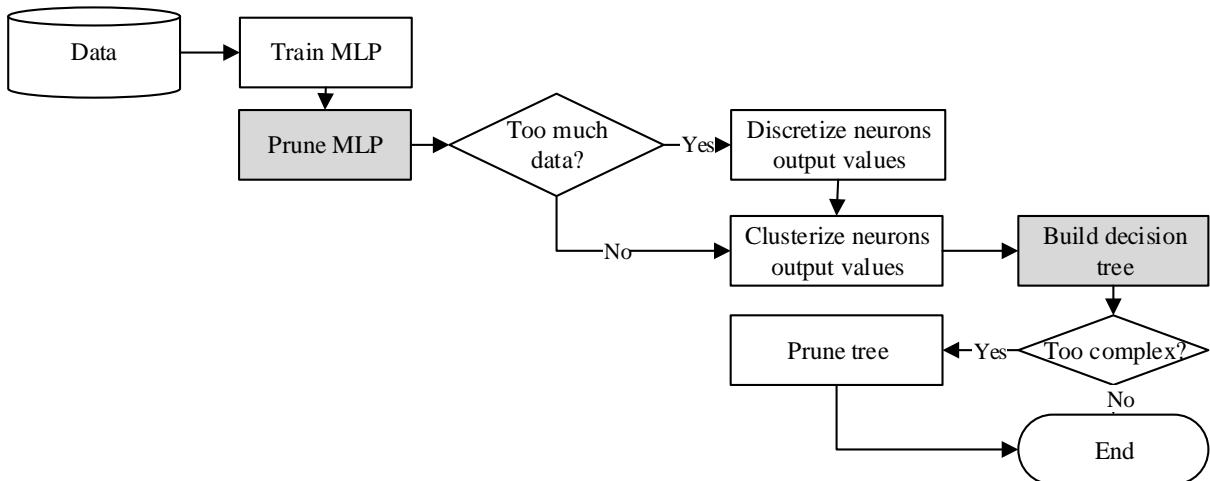 Data
Train MLP
Prune MLP
Too much
data?
Yes
Discretize neurons
output values
No
Clusterize neurons
output values
Build decision
tree
Too complex?
Yes
Prune tree
No
End